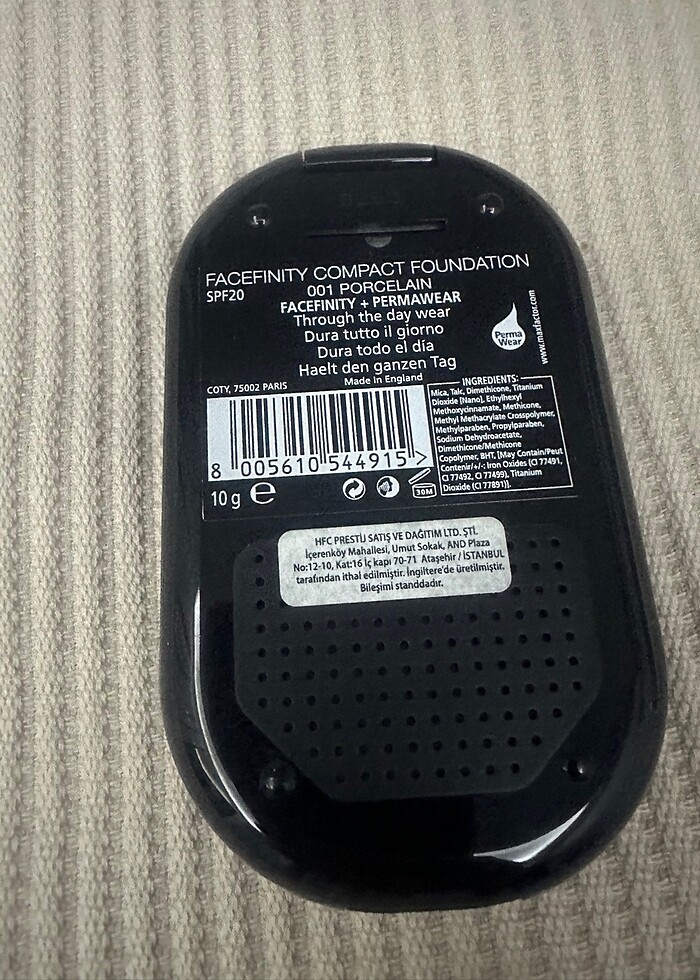 FACEFINITY COMPACT FOUNDATION
001 PORCELAIN
SPF20
FACEFINITY + PERMAWEAR
Through the day wear
Dura tutto il giorno
Dura todo el día
Haelt den ganzen Tag
Made in England
Perma
Wear
www.maxfactor.com
COTY, 75002 PARIS
8 005610 544915 >
10 g e
30M
INGREDIENTS:
Mica, Talc, Dimethicone, Titanium
Dioxide [Nano], Ethylhexyl
Methoxycinnamate, Methicone,
Methyl Methacrylate Crosspolymer,
Methylparaben, Propylparaben,
Sodium Dehydroacetate,
Dimethicone/Methicone
Copolymer, BHT, [May Contain/Peut
Contenir/+/-: Iron Oxides (CI 77491,
CI 77492, CI 77499), Titanium
Dioxide (CI 77891)].
HFC PRESTIJ SATIŞ VE DAĞITIM LTD. ŞTİ.
İçerenköy Mahallesi, Umut Sokak, AND Plaza
No:12-10, Kat:16 İç kapı 70-71 Ataşehir / İSTANBUL
tarafından ithal edilmiştir. İngiltere'de üretilmiştir.
Bileşimi standdadır.